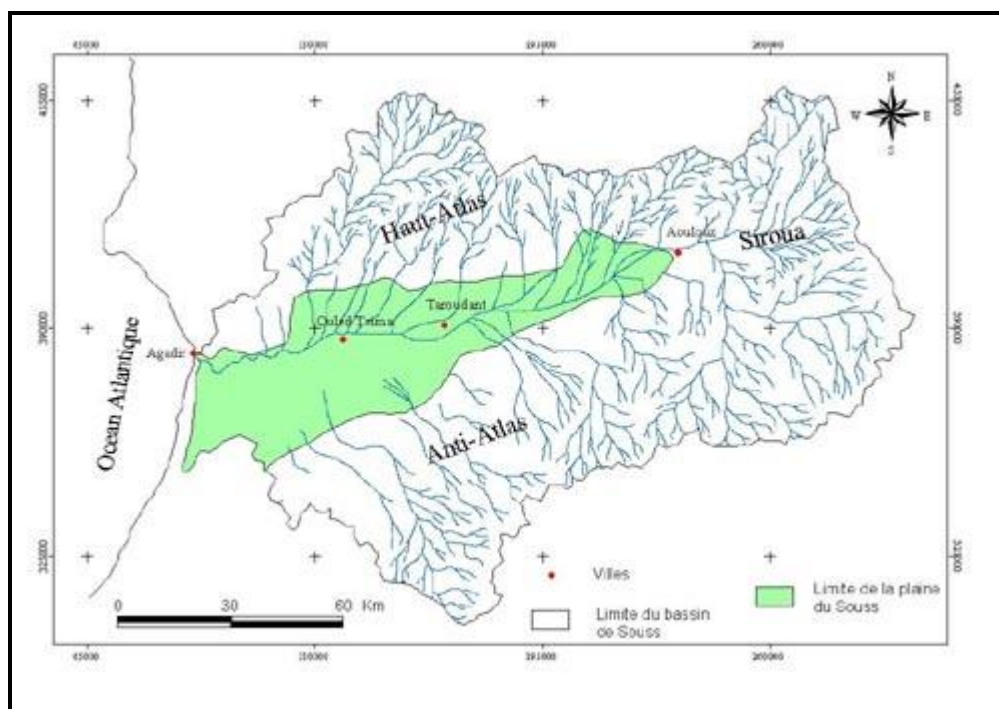 N
W
Haut-Atlas
Aoulouz
Siroua
Taroudant
Ouled Teima
Agadir
Ocean Atlantique
Anti-Atlas
Villes
0 30 60 Km
Limite du bassin
de Souss
Limite de la plaine
du Souss